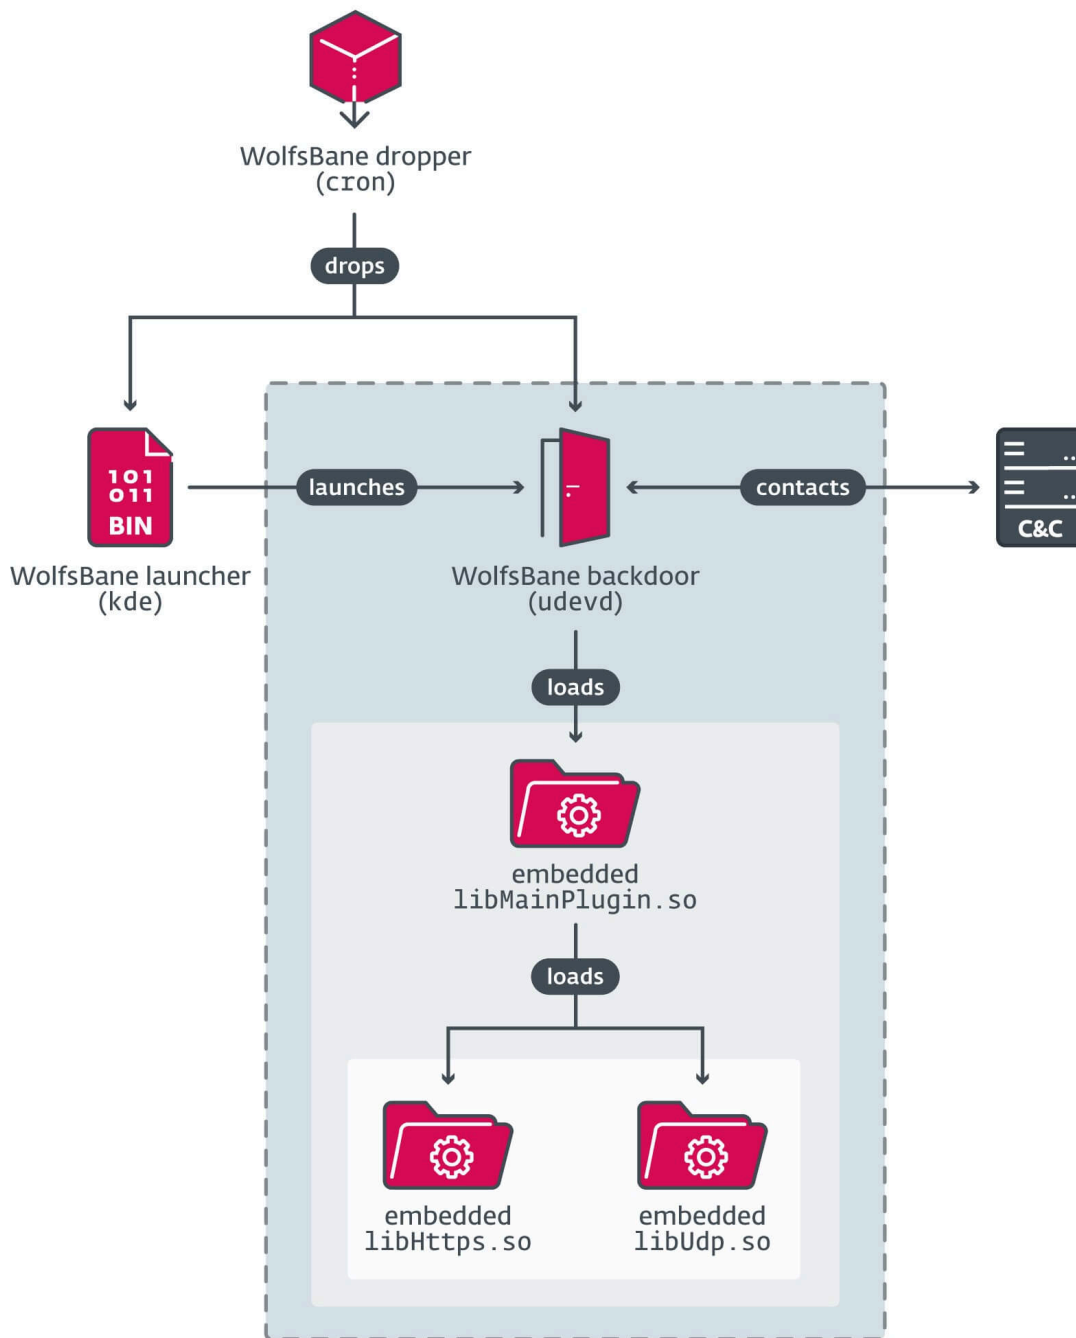 WolfsBane dropper
(cron)
drops
101
011
BIN
launches
contacts
C&C
WolfsBane launcher
(kde)
WolfsBane backdoor
(udevd)
loads
embedded
libMainPlugin.so
loads
embedded
libHttps.so
embedded
libUdp.so